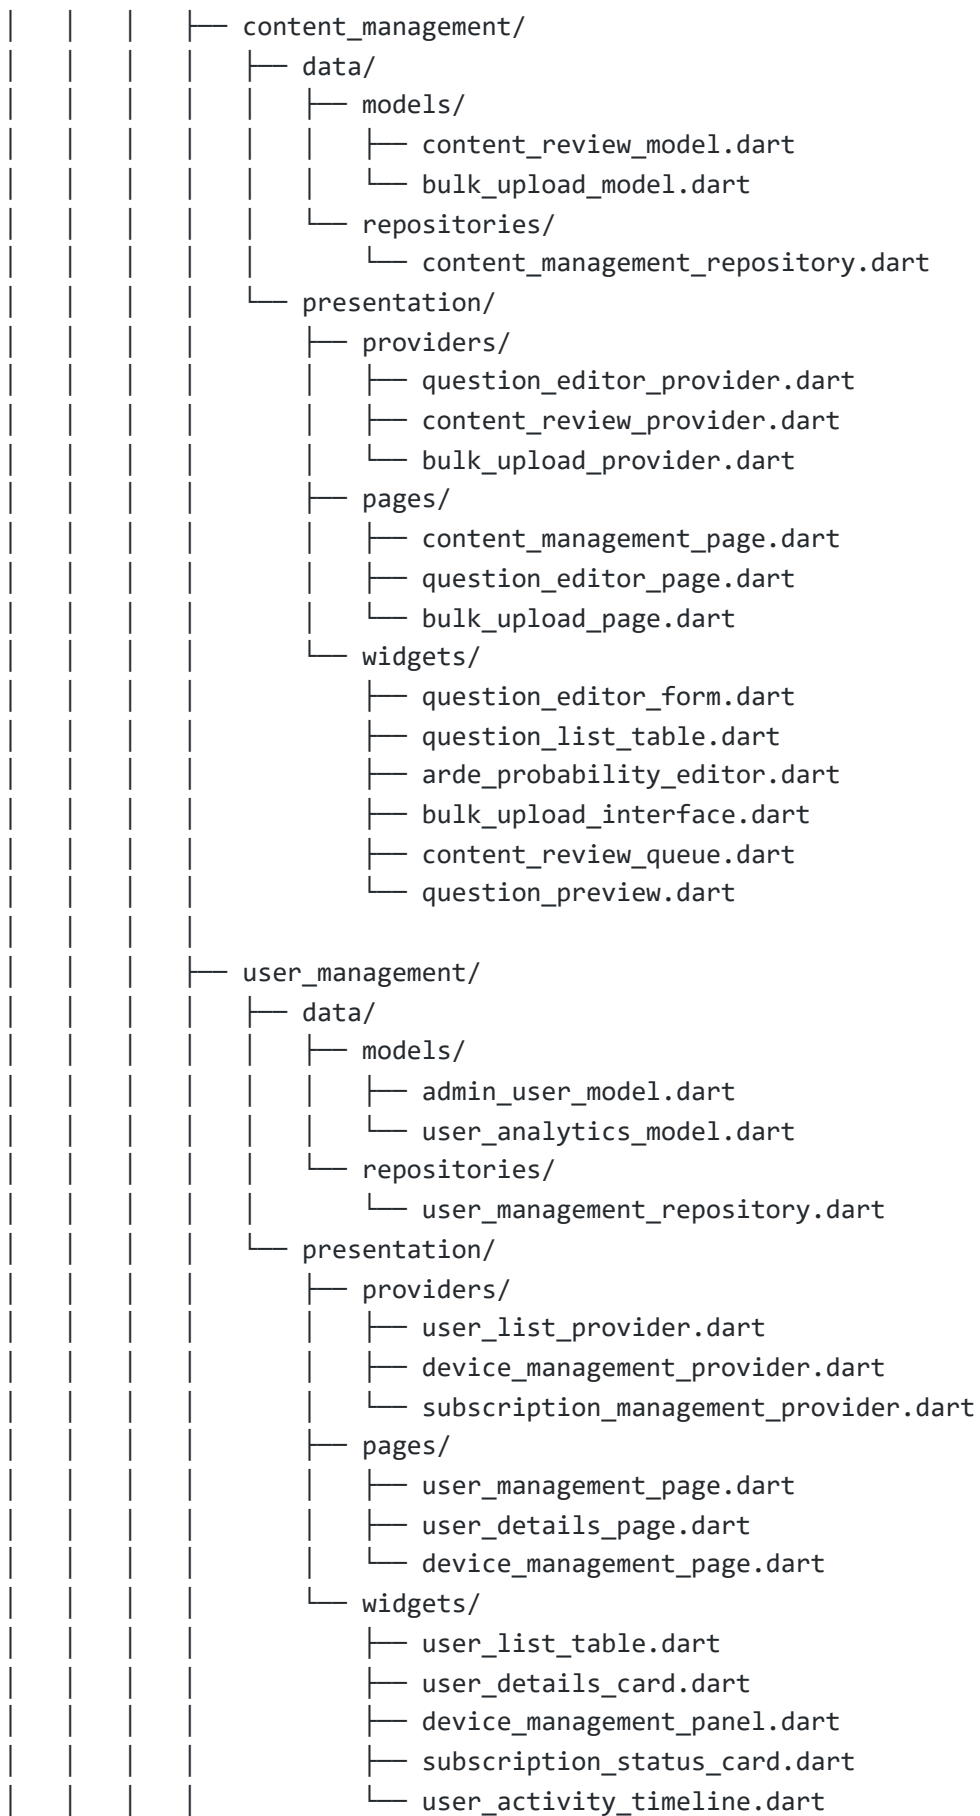 │   │   │   ├── content_management/
│   │   │   │   ├── data/
│   │   │   │   │   ├── models/
│   │   │   │   │   │   ├── content_review_model.dart
│   │   │   │   │   │   └── bulk_upload_model.dart
│   │   │   │   │   └── repositories/
│   │   │   │   │       └── content_management_repository.dart
│   │   │   │   └── presentation/
│   │   │   │       ├── providers/
│   │   │   │       │   ├── question_editor_provider.dart
│   │   │   │       │   ├── content_review_provider.dart
│   │   │   │       │   └── bulk_upload_provider.dart
│   │   │   │       ├── pages/
│   │   │   │       │   ├── content_management_page.dart
│   │   │   │       │   ├── question_editor_page.dart
│   │   │   │       │   └── bulk_upload_page.dart
│   │   │   │       └── widgets/
│   │   │   │           ├── question_editor_form.dart
│   │   │   │           ├── question_list_table.dart
│   │   │   │           ├── arde_probability_editor.dart
│   │   │   │           ├── bulk_upload_interface.dart
│   │   │   │           ├── content_review_queue.dart
│   │   │   │           └── question_preview.dart
│   │   │   │
│   │   │   ├── user_management/
│   │   │   │   ├── data/
│   │   │   │   │   ├── models/
│   │   │   │   │   │   ├── admin_user_model.dart
│   │   │   │   │   │   └── user_analytics_model.dart
│   │   │   │   │   └── repositories/
│   │   │   │   │       └── user_management_repository.dart
│   │   │   │   └── presentation/
│   │   │   │       ├── providers/
│   │   │   │       │   ├── user_list_provider.dart
│   │   │   │       │   ├── device_management_provider.dart
│   │   │   │       │   └── subscription_management_provider.dart
│   │   │   │       ├── pages/
│   │   │   │       │   ├── user_management_page.dart
│   │   │   │       │   ├── user_details_page.dart
│   │   │   │       │   └── device_management_page.dart
│   │   │   │       └── widgets/
│   │   │   │           ├── user_list_table.dart
│   │   │   │           ├── user_details_card.dart
│   │   │   │           ├── device_management_panel.dart
│   │   │   │           ├── subscription_status_card.dart
│   │   │   │           └── user_activity_timeline.dart